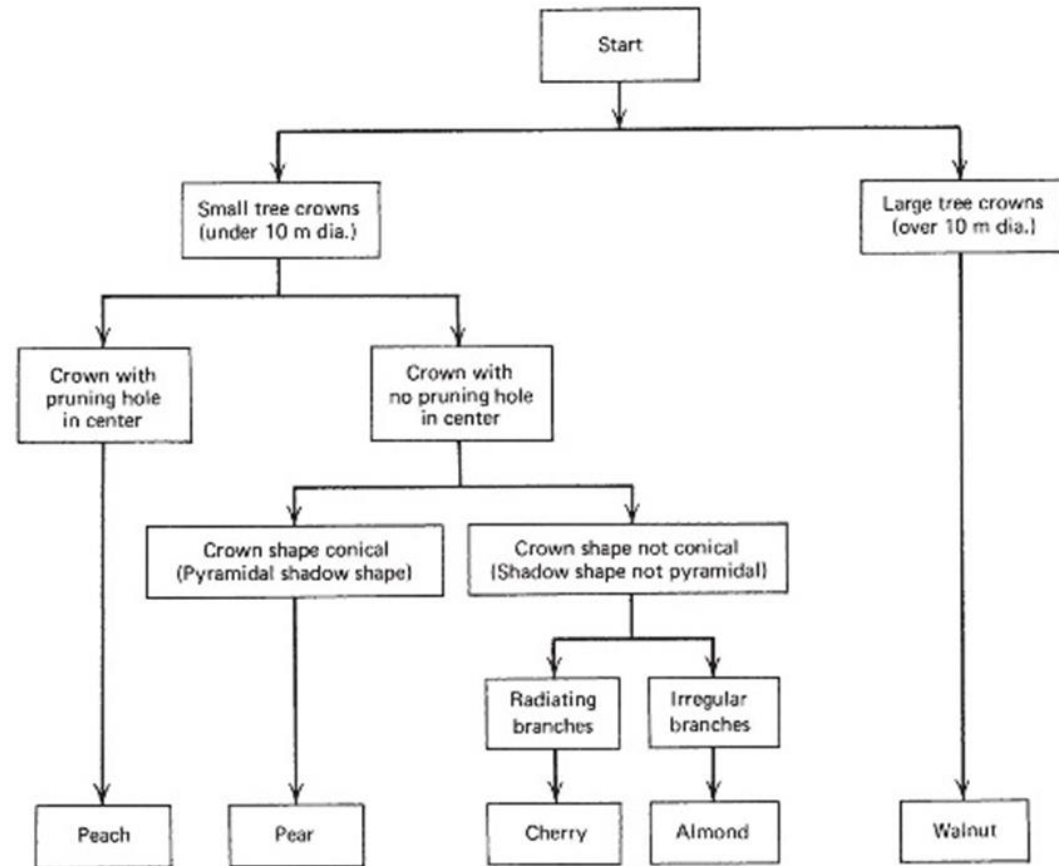 Start
Small tree crowns
(under 10 m dia.)
Large tree crowns
(over 10 m dia.)
Crown with
pruning hole
in center
Crown with
no pruning hole
in center
Crown shape conical
(Pyramidal shadow shape)
Crown shape not conical
(Shadow shape not pyramidal)
Radiating
branches
Irregular
branches
Peach
Pear
Cherry
Almond
Walnut